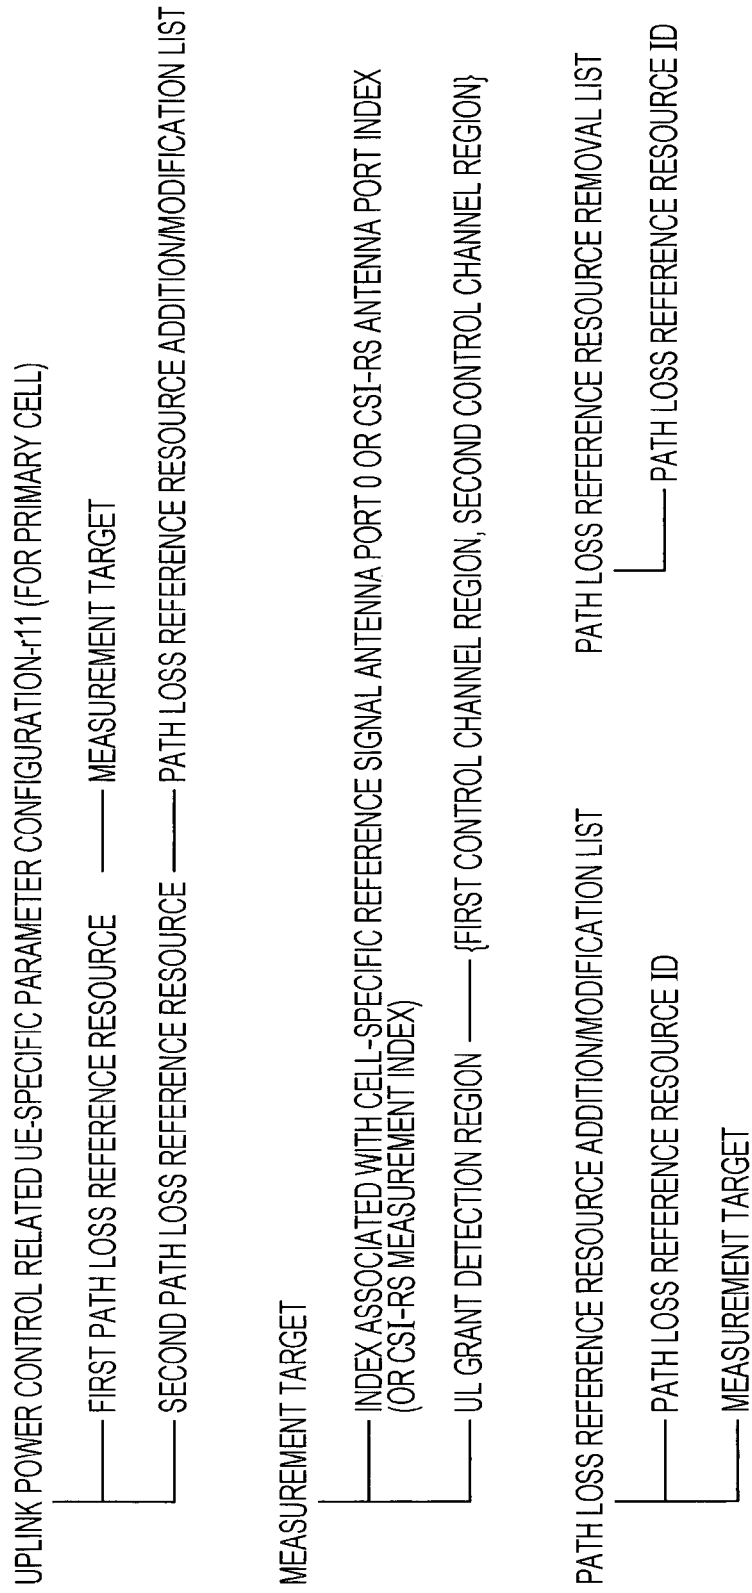 UPLINK POWER CONTROL RELATED UE-SPECIFIC PARAMETER CONFIGURATION-r11 (FOR PRIMARY CELL)
FIRST PATH LOSS REFERENCE RESOURCE MEASUREMENT TARGET
SECOND PATH LOSS REFERENCE RESOURCE PATH LOSS REFERENCE RESOURCE ADDITION/MODIFICATION LIST
MEASUREMENT TARGET
INDEX ASSOCIATED WITH CELL-SPECIFIC REFERENCE SIGNAL ANTENNA PORT 0 OR CSI-RS ANTENNA PORT INDEX
(OR CSI-RS MEASUREMENT INDEX)
UL GRANT DETECTION REGION {FIRST CONTROL CHANNEL REGION, SECOND CONTROL CHANNEL REGION}
PATH LOSS REFERENCE RESOURCE ADDITION/MODIFICATION LIST
PATH LOSS REFERENCE RESOURCE ID
MEASUREMENT TARGET
PATH LOSS REFERENCE RESOURCE REMOVAL LIST
PATH LOSS REFERENCE RESOURCE ID